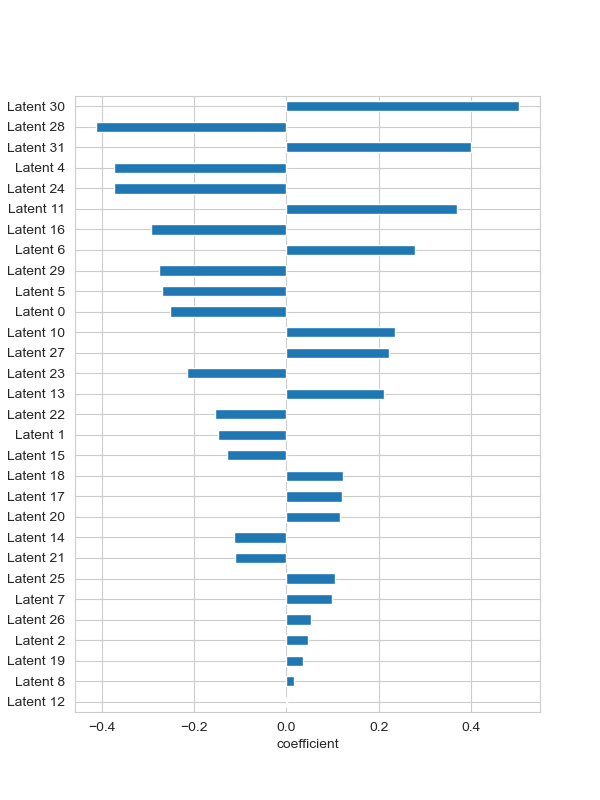 Latent 30
Latent 28
Latent 31
Latent 4
Latent 24
Latent 11
Latent 16
Latent 6
Latent 29
Latent 5
Latent 0
Latent 10
Latent 27
Latent 23
Latent 13
Latent 22
Latent 1
Latent 15
Latent 18
Latent 17
Latent 20
Latent 14
Latent 21
Latent 25
Latent 7
Latent 26
Latent 2
Latent 19
Latent 8
Latent 12
−0.4 −0.2 0.0 0.2 0.4
coefficient